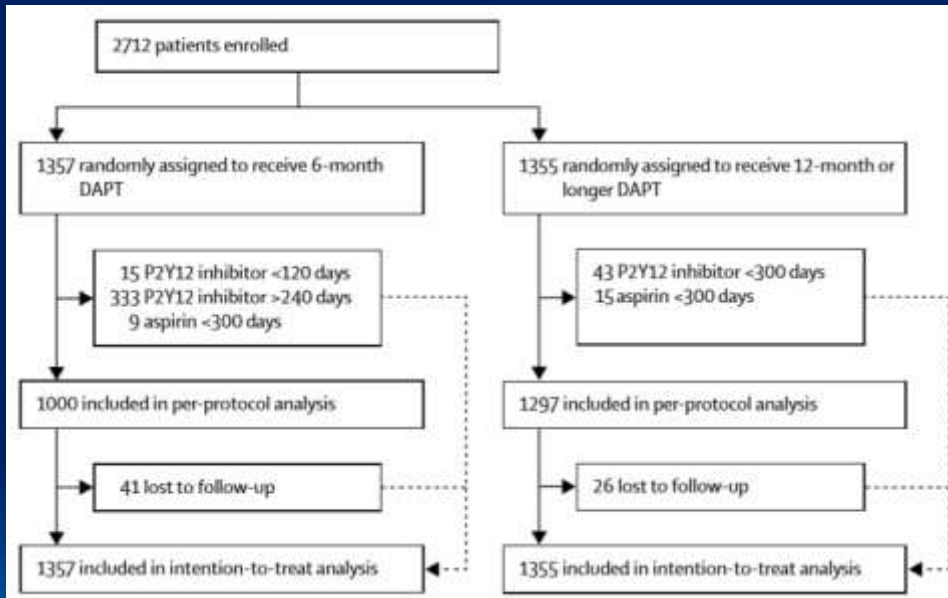 2712 patients enrolled
1357 randomly assigned to receive 6-month
DAPT
1355 randomly assigned to receive 12-month or
longer DAPT
15 P2Y12 inhibitor <120 days
333 P2Y12 inhibitor >240 days
9 aspirin <300 days
43 P2Y12 inhibitor <300 days
15 aspirin <300 days
1000 included in per-protocol analysis
1297 included in per-protocol analysis
41 lost to follow-up
26 lost to follow-up
1357 included in intention-to-treat analysis
1355 included in intention-to-treat analysis